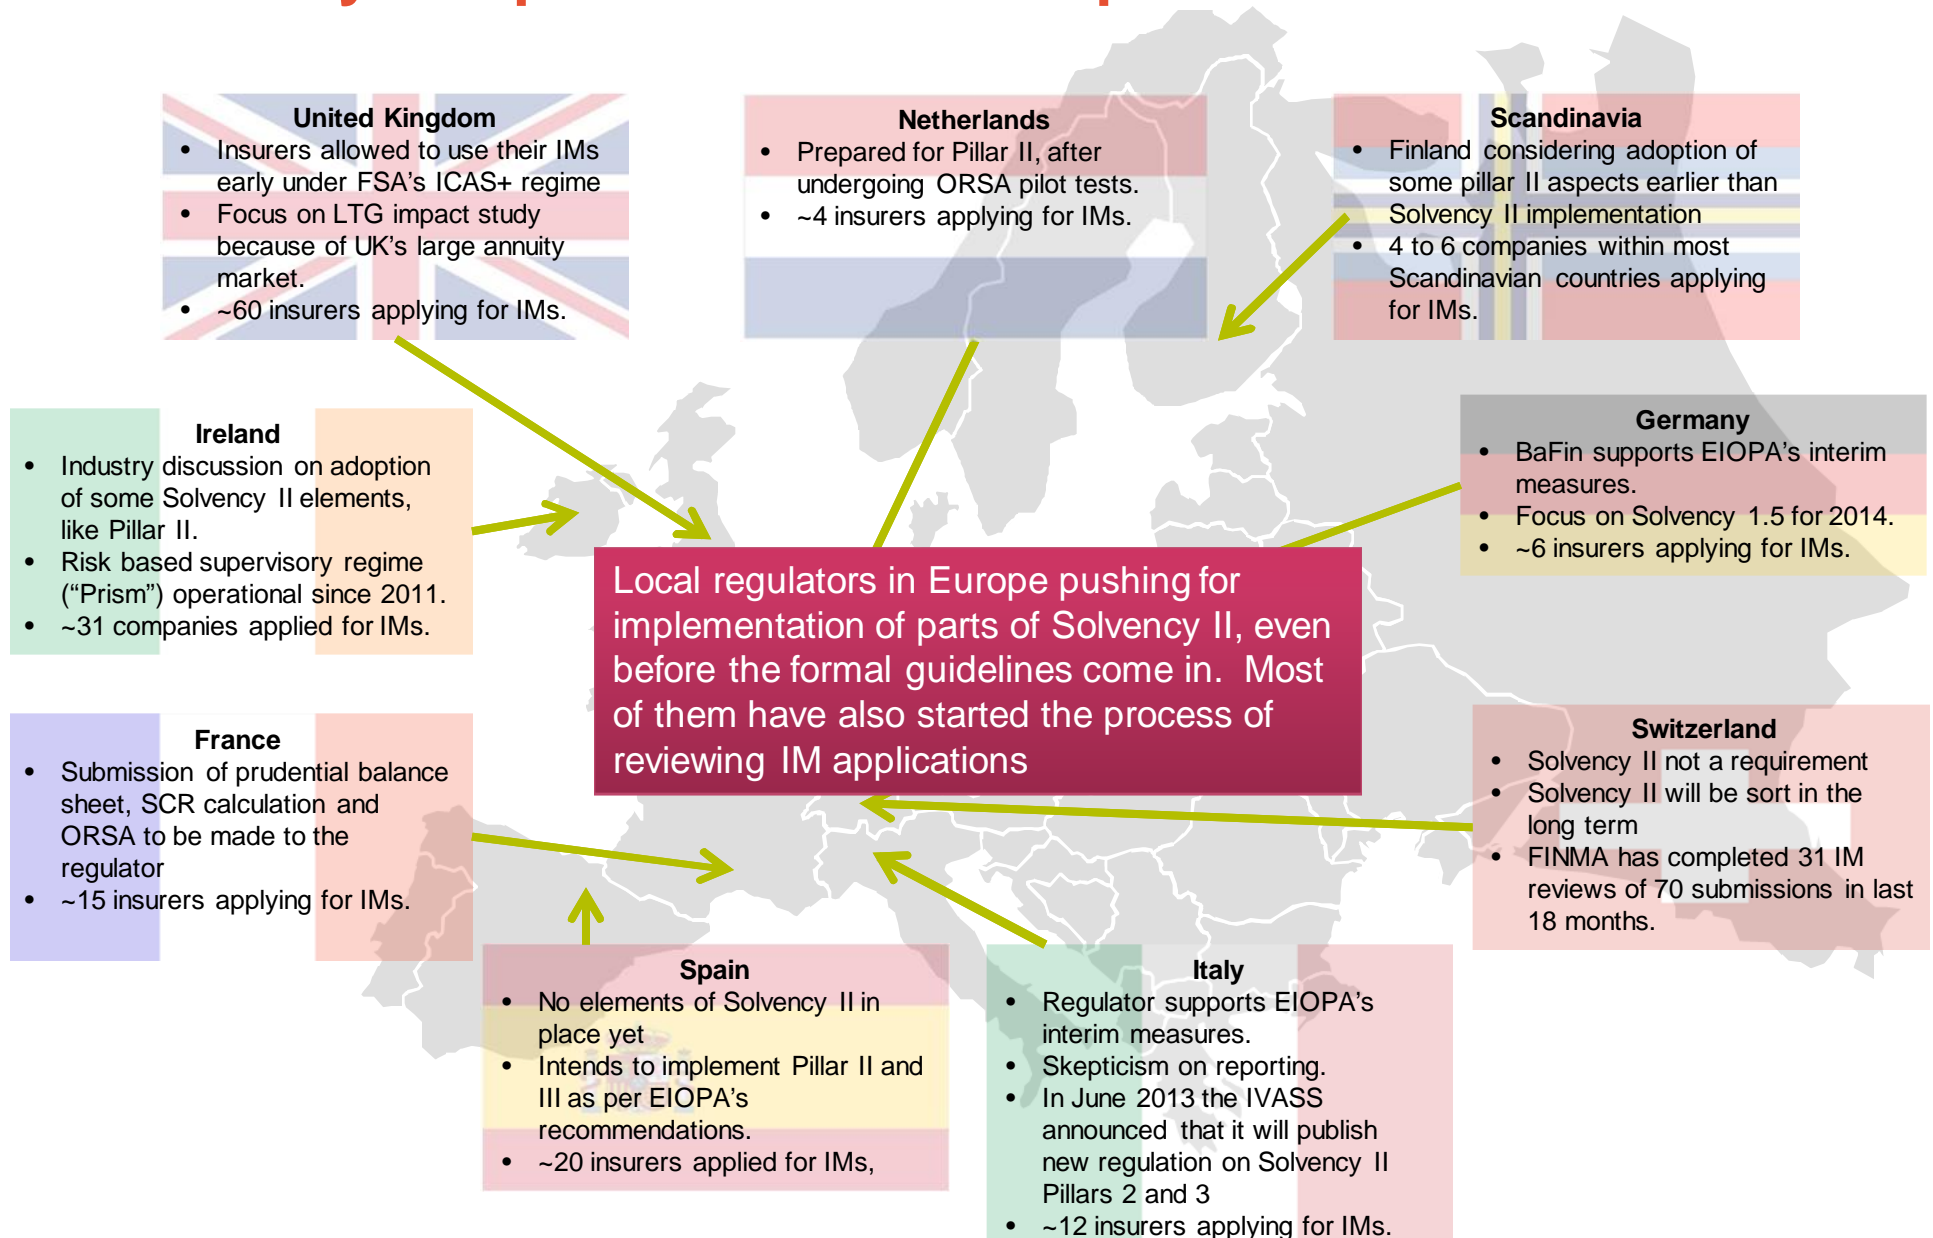 United Kingdom
• Insurers allowed to use their IMs
early under FSA's ICAS+ regime
• Focus on LTG impact study
because of UK's large annuity
market.
• ~60 insurers applying for IMs.
Netherlands
• Prepared for Pillar II, after
undergoing ORSA pilot tests.
• ~4 insurers applying for IMs.
Scandinavia
• Finland considering adoption of
some pillar II aspects earlier than
Solvency II implementation
• 4 to 6 companies within most
Scandinavian countries applying
for IMs.
Ireland
• Industry discussion on adoption
of some Solvency II elements,
like Pillar II.
• Risk based supervisory regime
(“Prism”) operational since 2011.
• ~31 companies applied for IMs.
Germany
• BaFin supports EIOPA's interim
measures.
• Focus on Solvency 1.5 for 2014.
• ~6 insurers applying for IMs.
Local regulators in Europe pushing for
implementation of parts of Solvency II, even
before the formal guidelines come in. Most
of them have also started the process of
reviewing IM applications
France
• Submission of prudential balance
sheet, SCR calculation and
ORSA to be made to the
regulator
• ~15 insurers applying for IMs.
Switzerland
• Solvency II not a requirement
• Solvency II will be sort in the
long term
• FINMA has completed 31 IM
reviews of 70 submissions in last
18 months.
Spain
• No elements of Solvency II in
place yet
• Intends to implement Pillar II and
III as per EIOPA's
recommendations.
• ~20 insurers applied for IMs,
Italy
• Regulator supports EIOPA's
interim measures.
• Skepticism on reporting.
• In June 2013 the IVASS
announced that it will publish
new regulation on Solvency II
Pillars 2 and 3
• ~12 insurers applying for IMs.